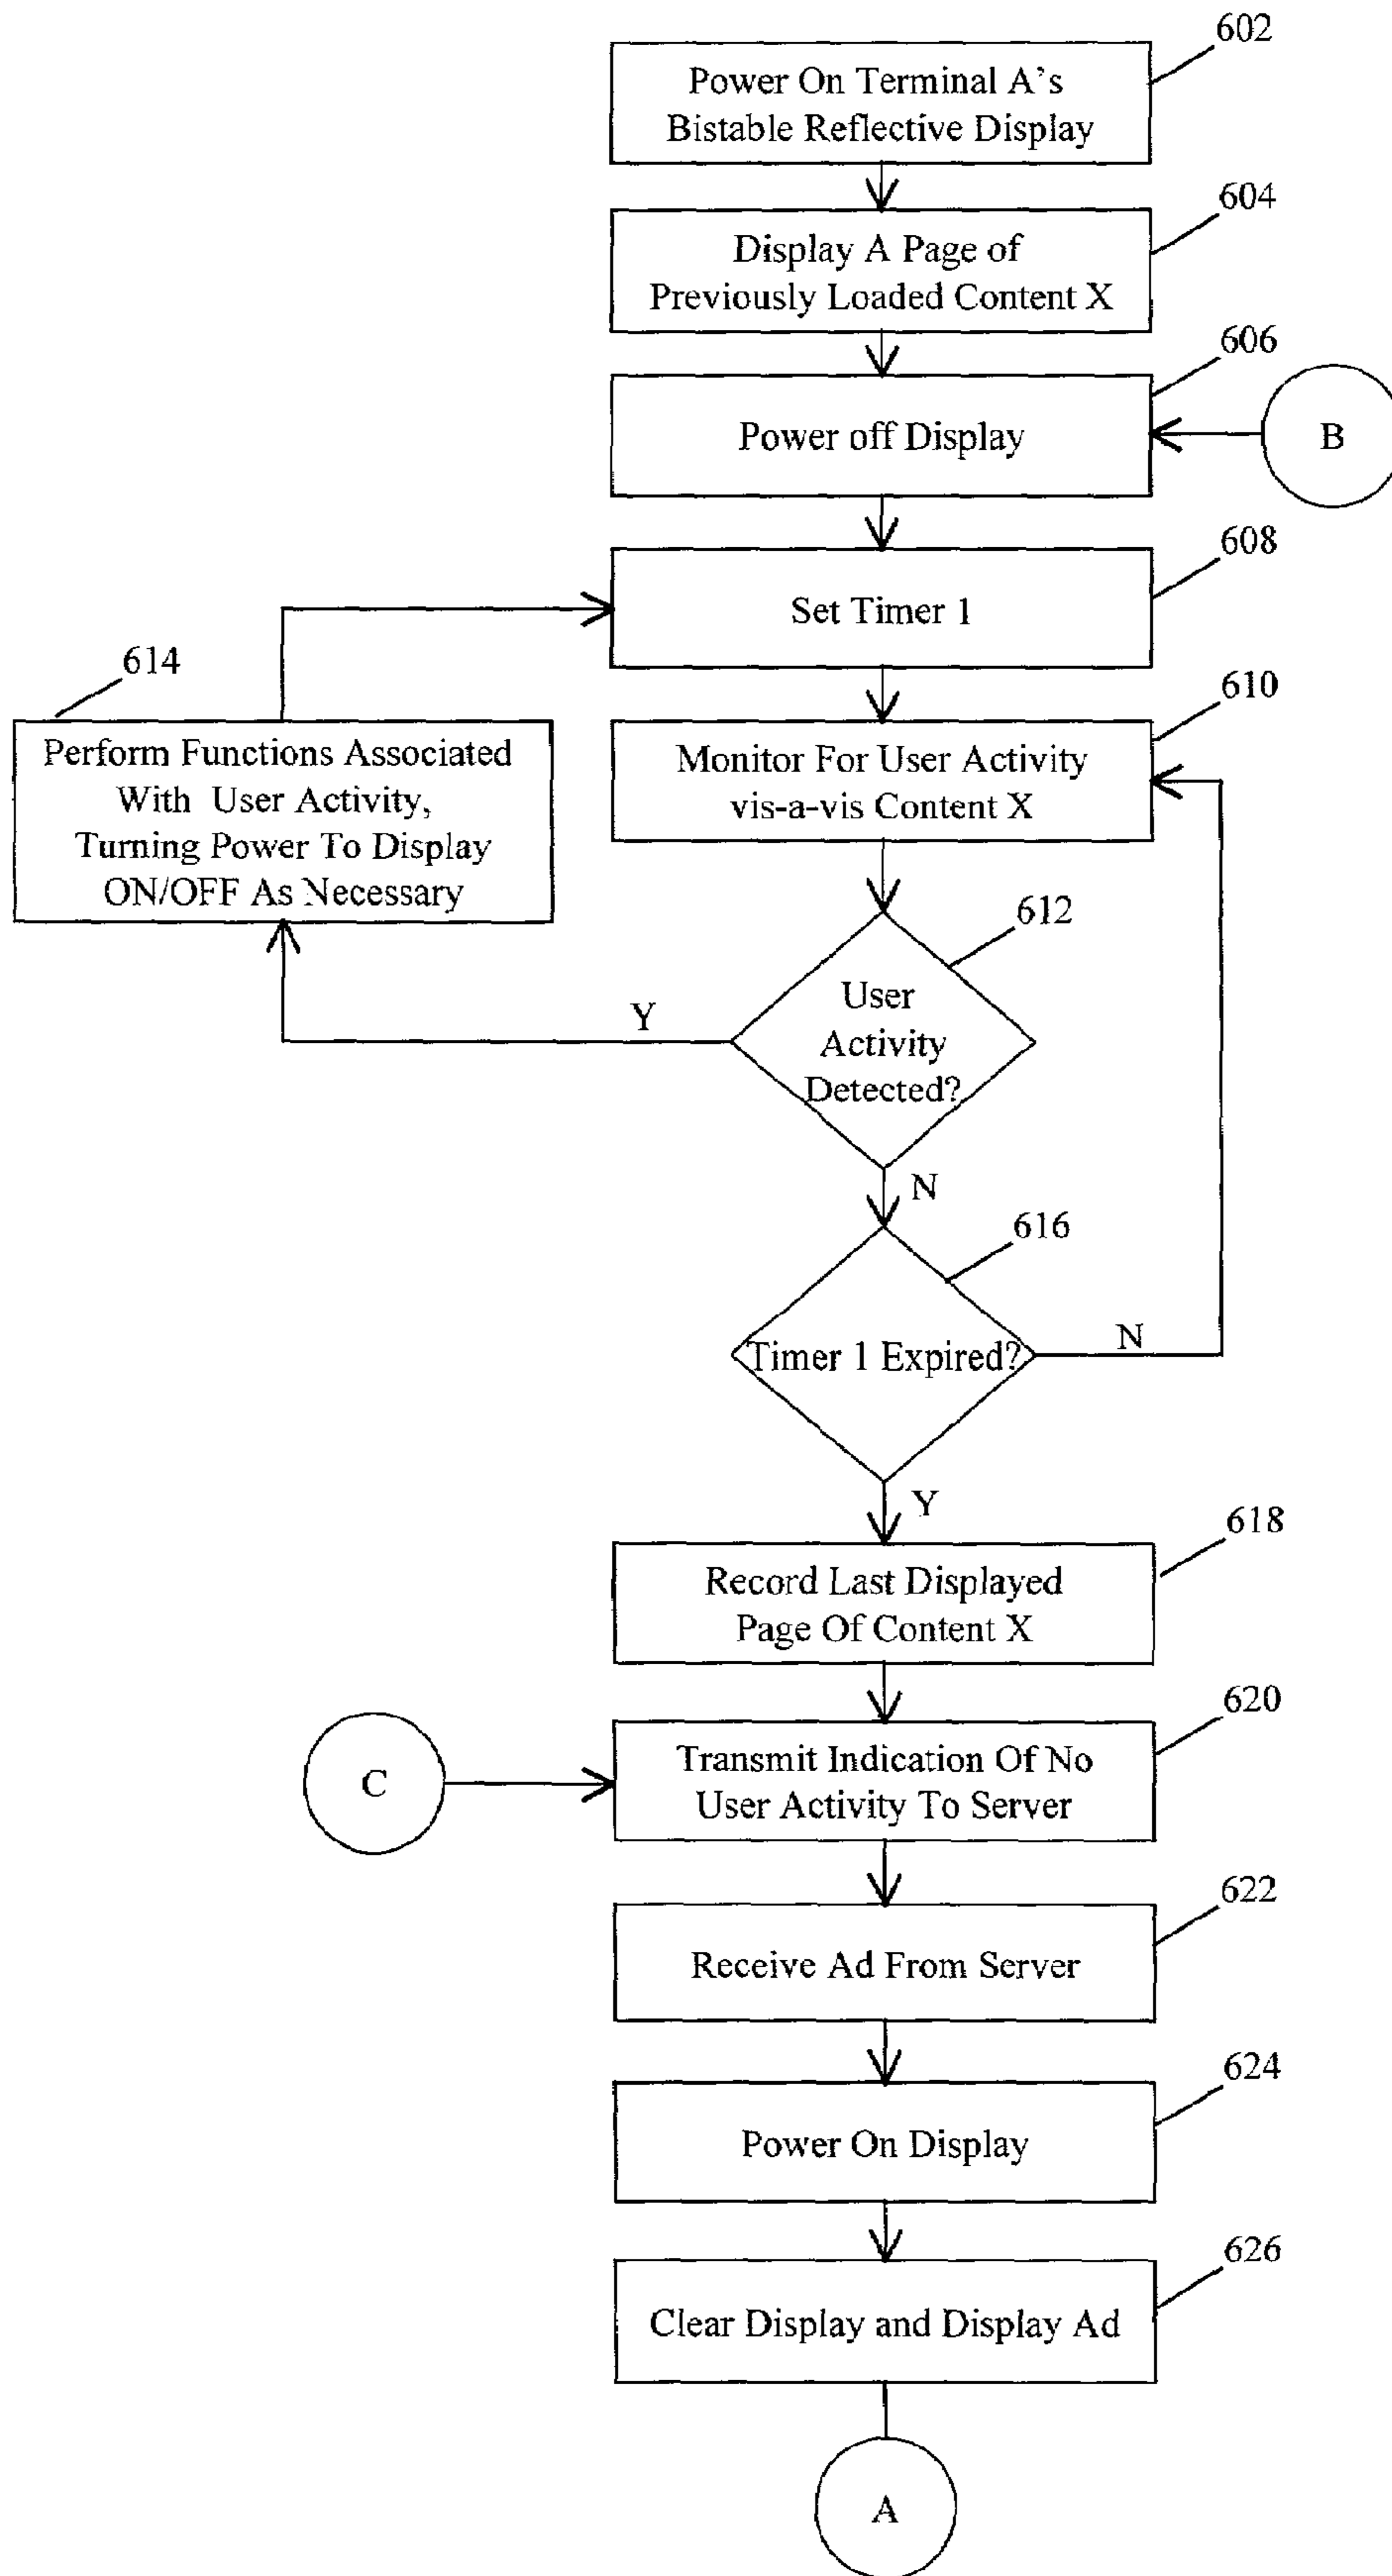 602
Power On Terminal A's
Bistable Reflective Display
604
Display A Page of
Previously Loaded Content X
606
Power off Display
B
608
Set Timer 1
614
Perform Functions Associated
With User Activity,
Turning Power To Display
ON/OFF As Necessary
610
Monitor For User Activity
vis-a-vis Content X
612
User
Activity
Detected?
Y
N
616
Timer 1 Expired?
N
Y
618
Record Last Displayed
Page Of Content X
C
620
Transmit Indication Of No
User Activity To Server
622
Receive Ad From Server
624
Power On Display
626
Clear Display and Display Ad
A